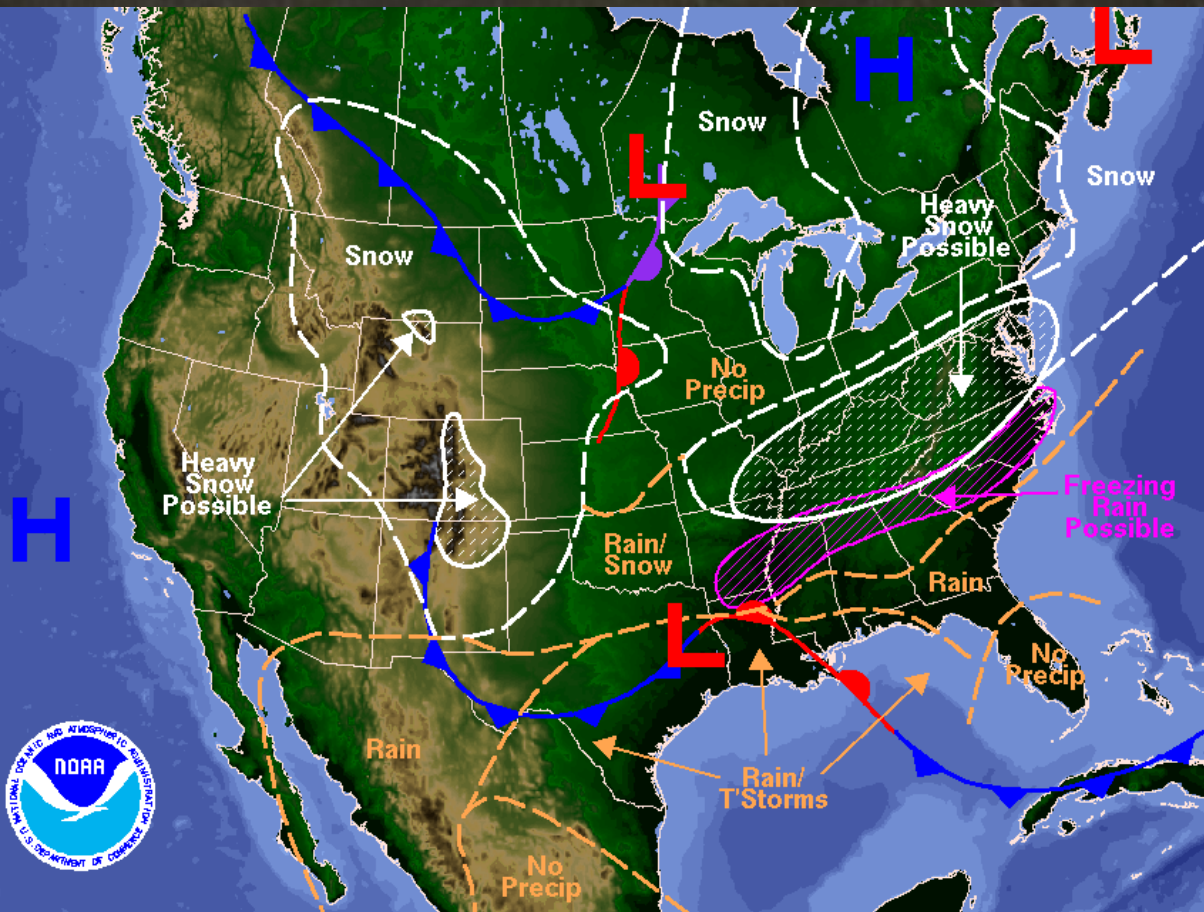 L
H
Snow
L
Snow
Heavy
Snow
Possible
Snow
No
Precip
Heavy
Snow
Possible
H
Freezing
Rain
Possible
Rain/
Snow
Rain
L
No
Precip
Rain
Rain/
T'Storms
No
Precip
NATIONAL OCEANIC AND ATMOSPHERIC ADMINISTRATION
NOAA
U.S. DEPARTMENT OF COMMERCE